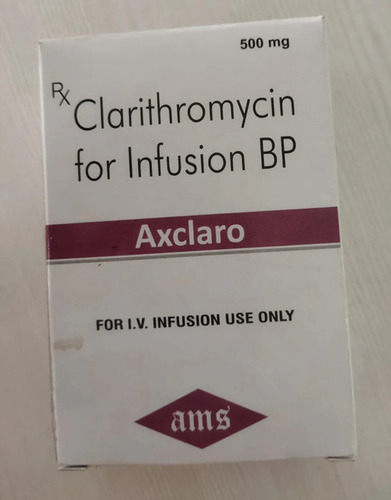 500 mg
Rx Clarithromycin
for Infusion BP
Axclaro
FOR I.V. INFUSION USE ONLY
ams